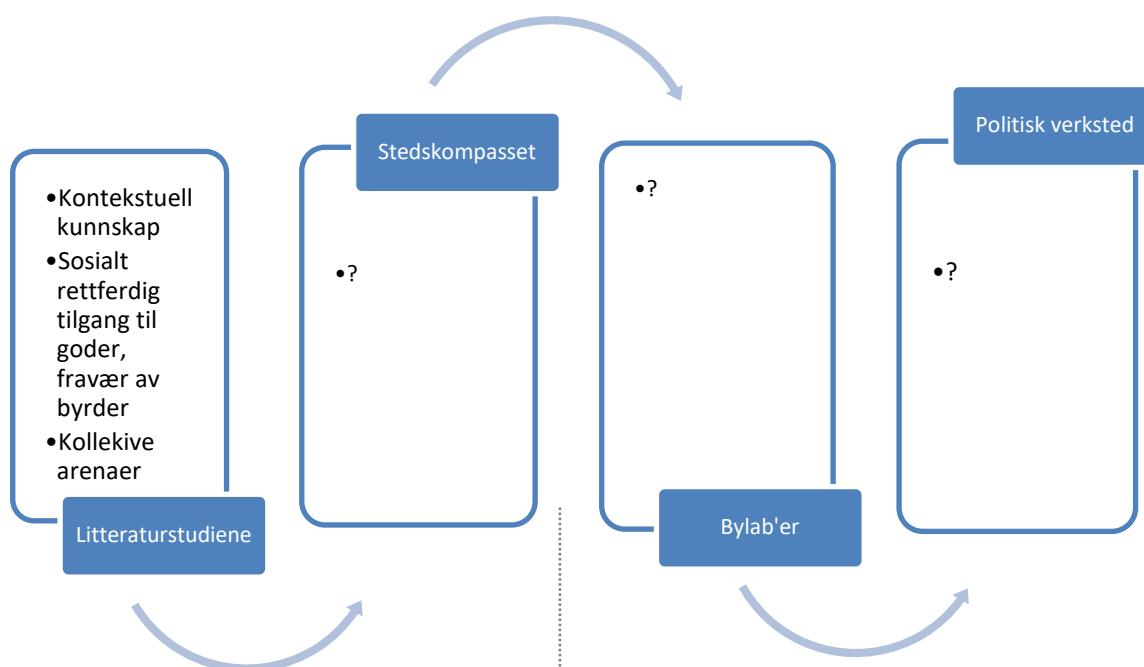 •Kontekstuell
kunnskap
•Sosialt
rettferdig
tilgang til
goder,
fravær av
byrder
•Kollekive
arenaer
Litteraturstudiene
Stedskompasset
•?
•?
Bylab'er
Politisk verksted
•?